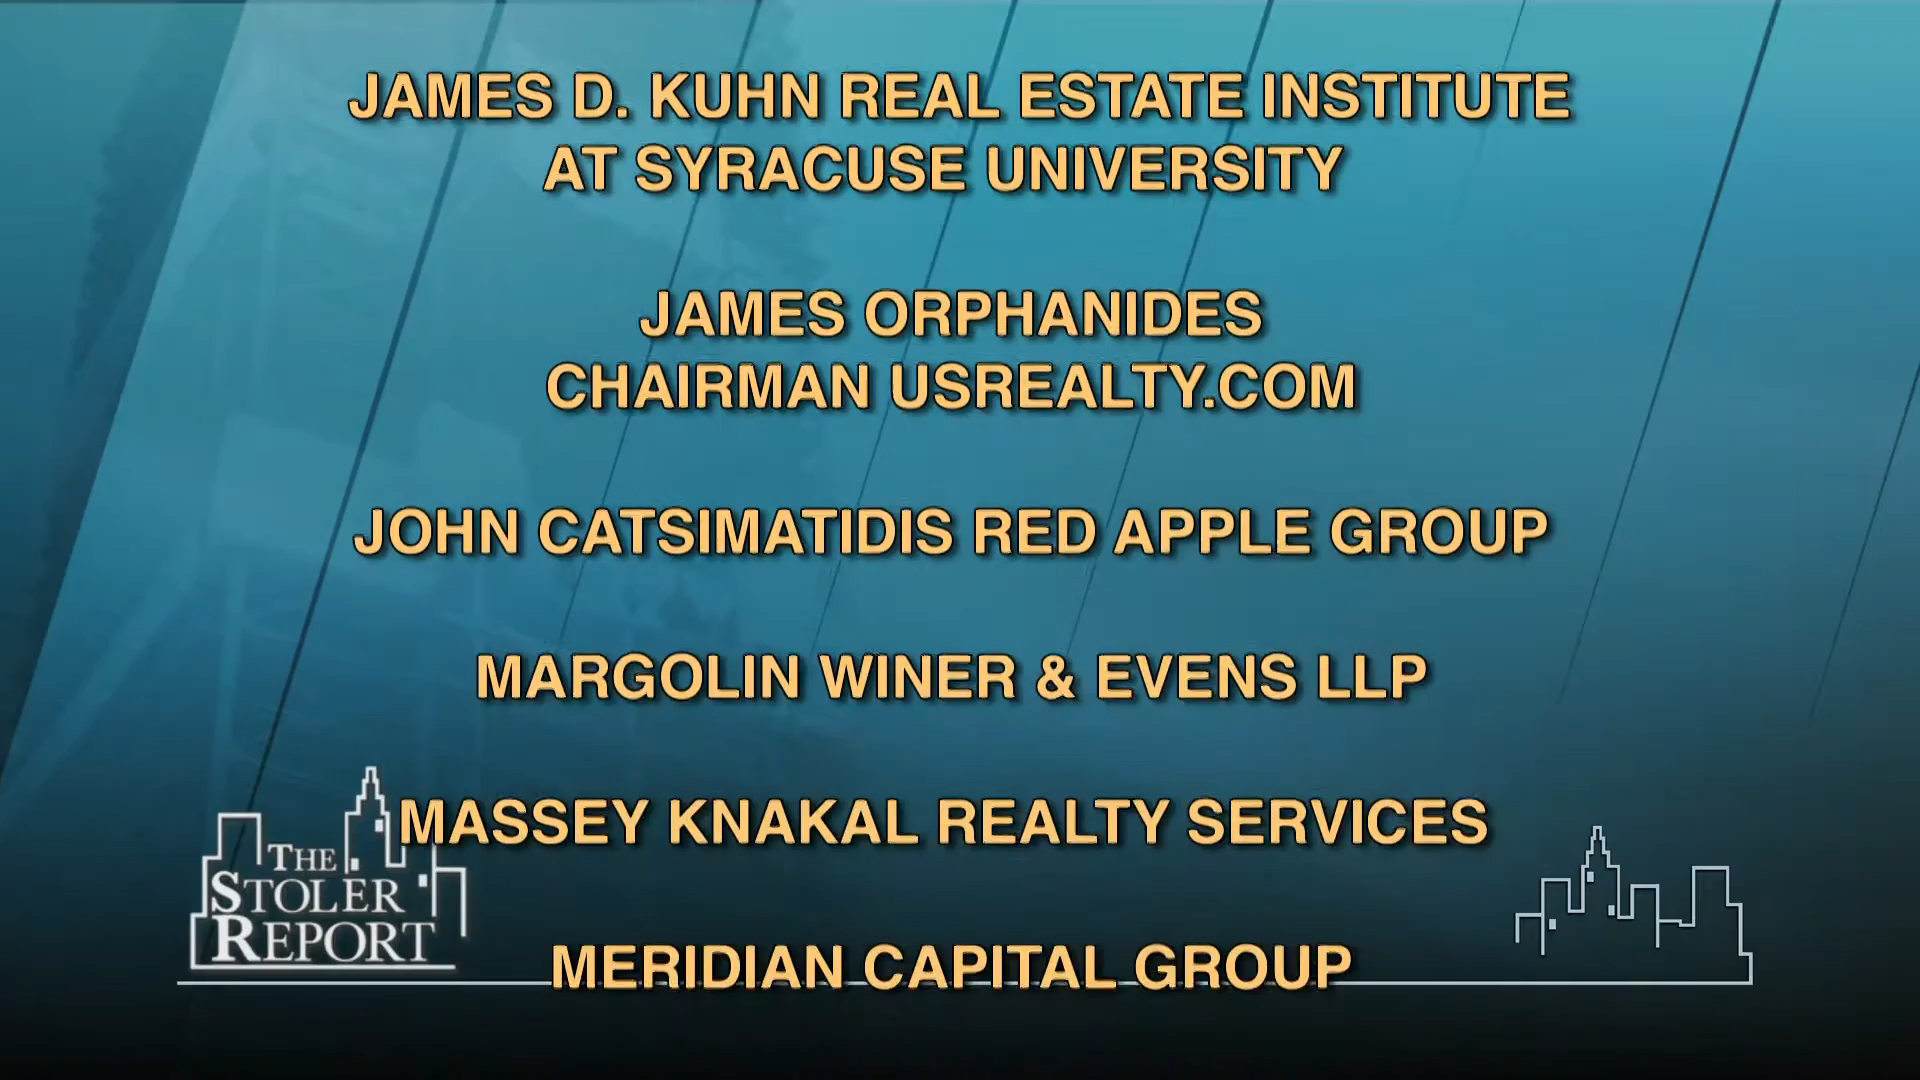 JAMES D. KUHN REAL ESTATE INSTITUTE
AT SYRACUSE UNIVERSITY
JAMES ORPHANIDES
CHAIRMAN USREALTY.COM
JOHN CATSIMATIDIS RED APPLE GROUP
MARGOLIN WINER & EVENS LLP
MASSEY KNAKAL REALTY SERVICES
MERIDIAN CAPITAL GROUP
THE
STOLER
REPORT